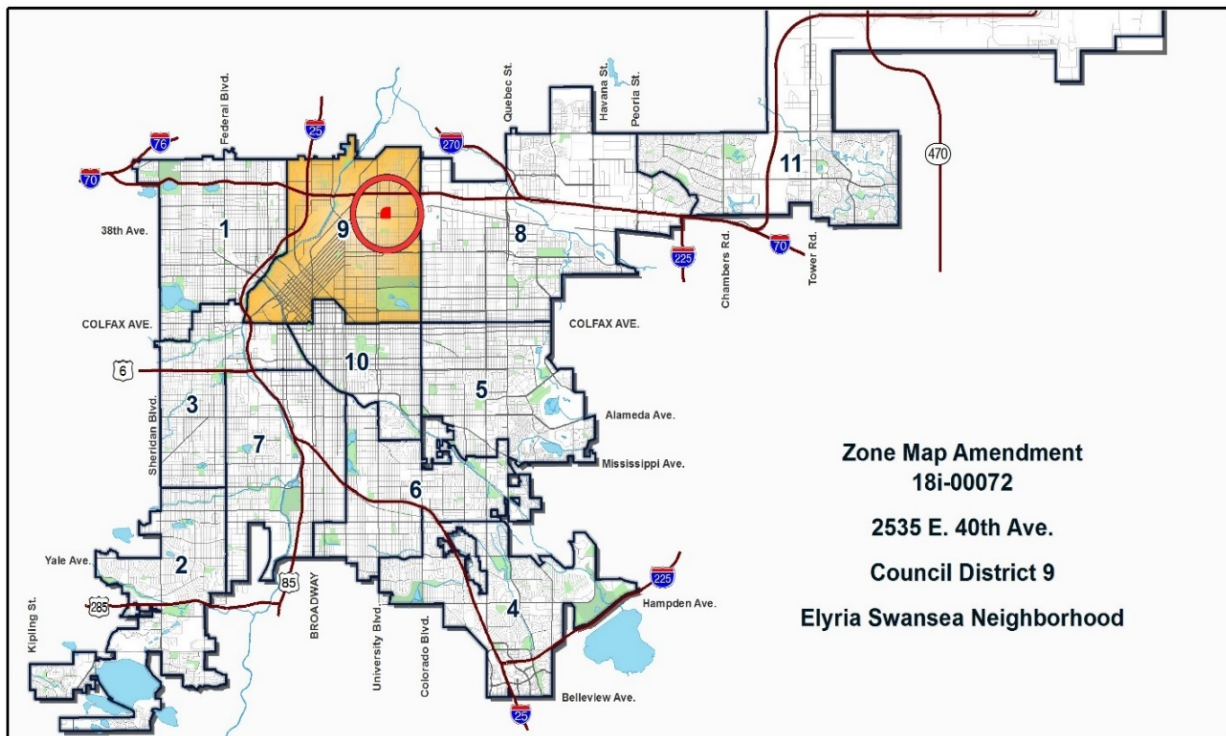 Federal Blvd.
Quebec St.
Havana St.
Peoria St.
76
25
270
70
470
11
1
9
8
38th Ave.
225
Chambers Rd.
70
Tower Rd.
COLFAX AVE.
COLFAX AVE.
10
6
5
3
Sheridan Blvd.
7
Alameda Ave.
Mississippi Ave.
6
Zone Map Amendment
18i-00072
2535 E. 40th Ave.
Council District 9
Elyria Swansea Neighborhood
Yale Ave.
2
85
285
BROADWAY
University Blvd.
Colorado Blvd.
4
225
Hampden Ave.
Kipling St.
Belleview Ave.
25